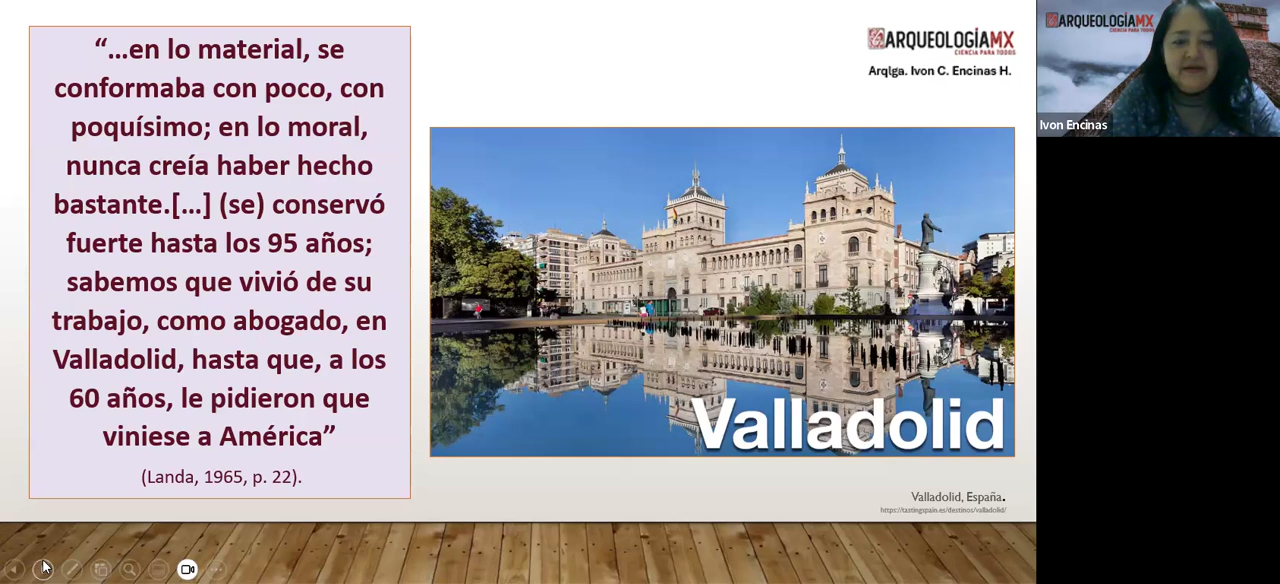 “…en lo material, se
conformaba con poco, con
poquísimo; en lo moral,
nunca creía haber hecho
bastante.[…] (se) conservó
fuerte hasta los 95 años;
sabemos que vivió de su
trabajo, como abogado, en
Valladolid, hasta que, a los
60 años, le pidieron que
viniese a América”
(Landa, 1965, p. 22).
ARQUEOLOGÍAMX
CIENCIA PARA TODOS
Arqlga. Ivon C. Encinas H.
Valladolid
Valladolid, España.
https://tastingspain.es/destinos/valladolid/
ARQUEOLOGÍAMX
CIENCIA PARA TODOS
Ivon Encinas